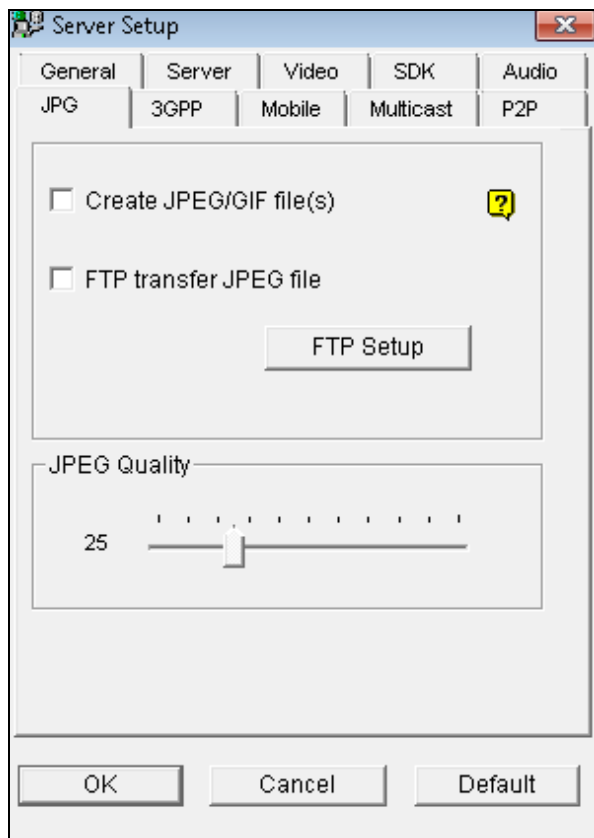 Server Setup
General Server Video SDK Audio
JPG 3GPP Mobile Multicast P2P
Create JPEG/GIF file(s)
?
FTP transfer JPEG file
FTP Setup
JPEG Quality
25
OK Cancel Default